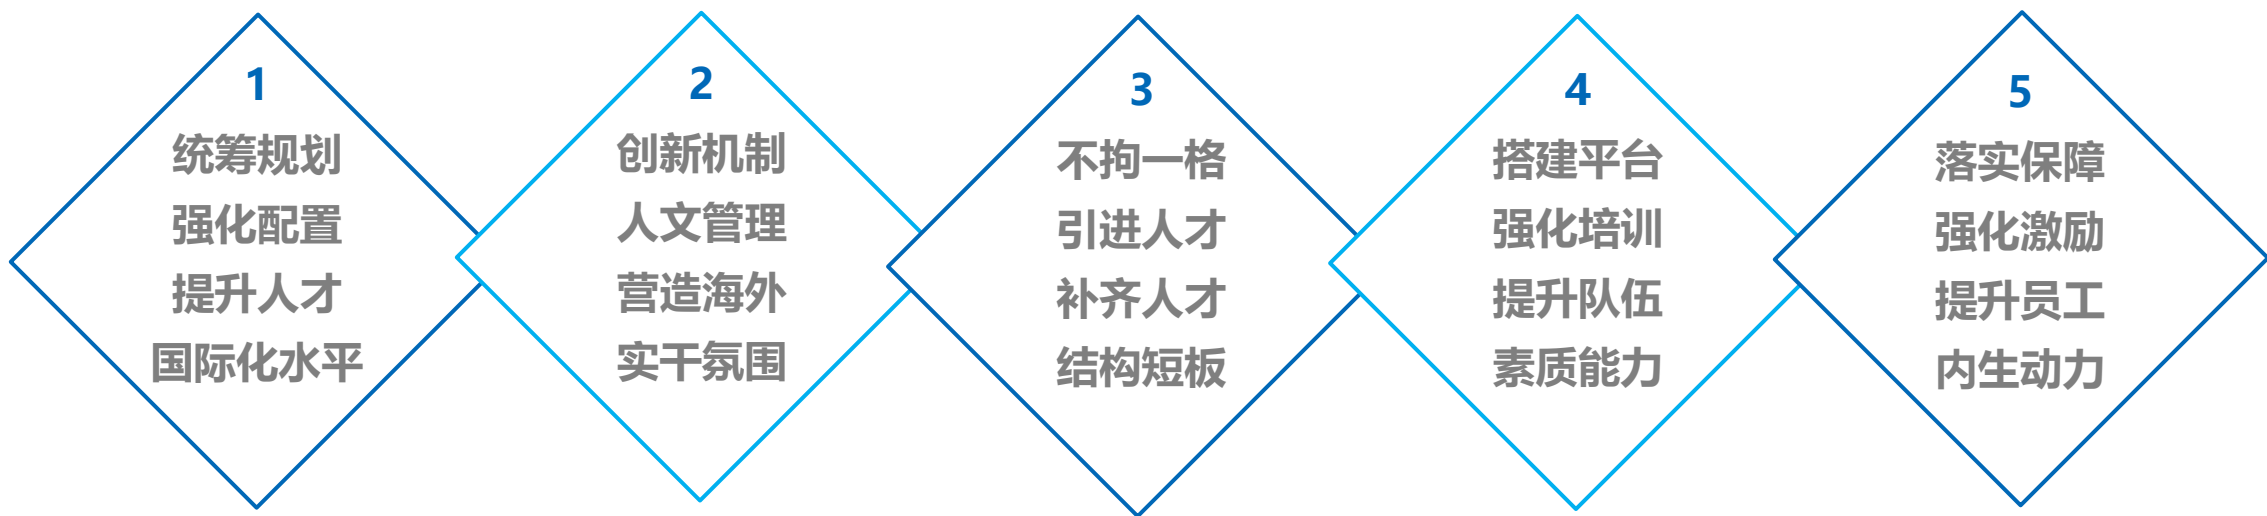 1
统筹规划
强化配置
提升人才
国际化水平
2
创新机制
人文管理
营造海外
实干氛围
3
不拘一格
引进人才
补齐人才
结构短板
4
搭建平台
强化培训
提升队伍
素质能力
5
落实保障
强化激励
提升员工
内生动力